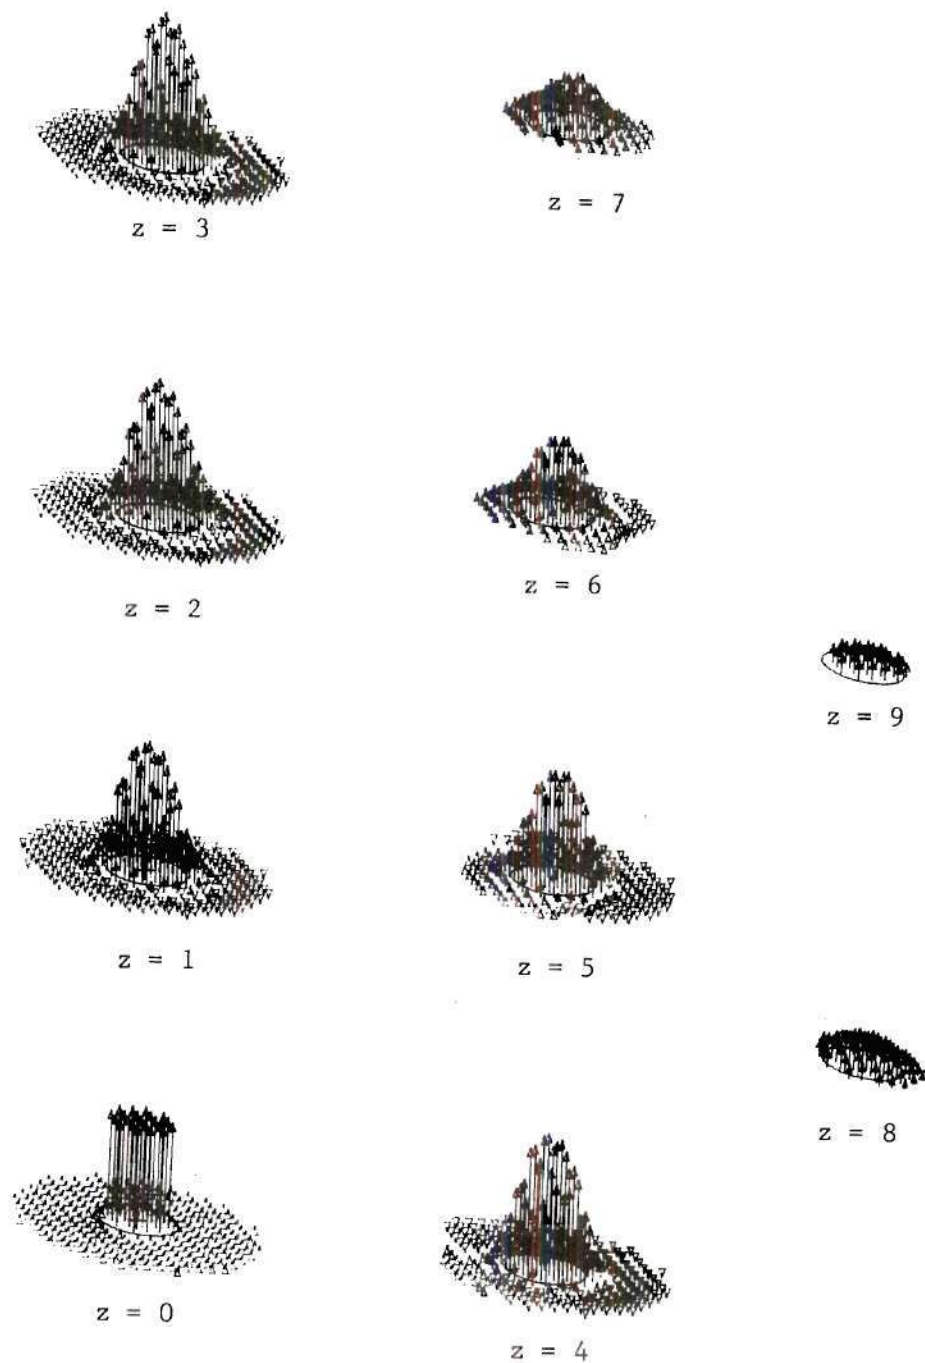 z = 3
z = 7
z = 2
z = 6
z = 9
z = 1
z = 5
z = 8
z = 0
z = 4